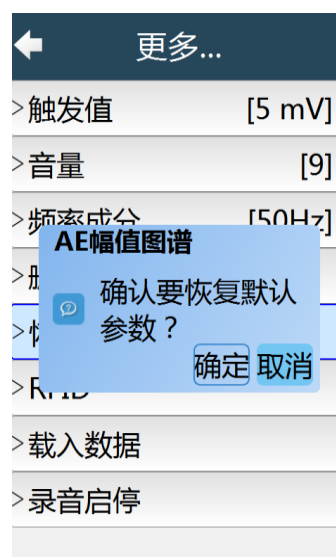 更多...
>触发值 [5 mV]
>音量 [9]
>频率成分 [50Hz]
AE幅值图谱
确认要恢复默认
参数？
确定 取消
>RFID
>载入数据
>录音启停